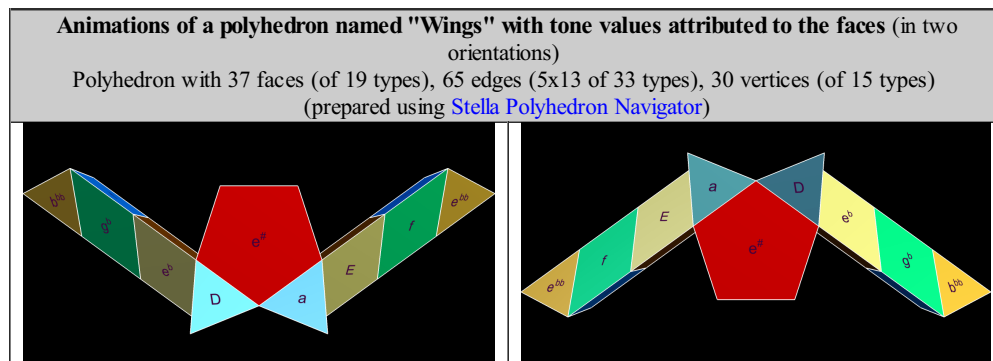 Animations of a polyhedron named "Wings" with tone values attributed to the faces (in two
orientations)
Polyhedron with 37 faces (of 19 types), 65 edges (5x13 of 33 types), 30 vertices (of 15 types)
(prepared using Stella Polyhedron Navigator)
b♭♭ g♭ e♭ D e# a E f e♭♭
e♭♭ f E a e# D e♭ g♭ b♭♭